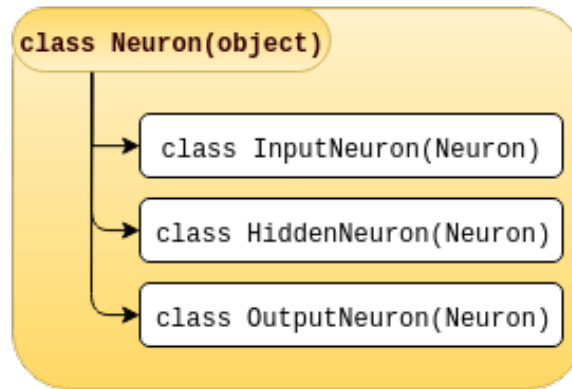 class Neuron(object)
class InputNeuron(Neuron)
class HiddenNeuron(Neuron)
class OutputNeuron(Neuron)